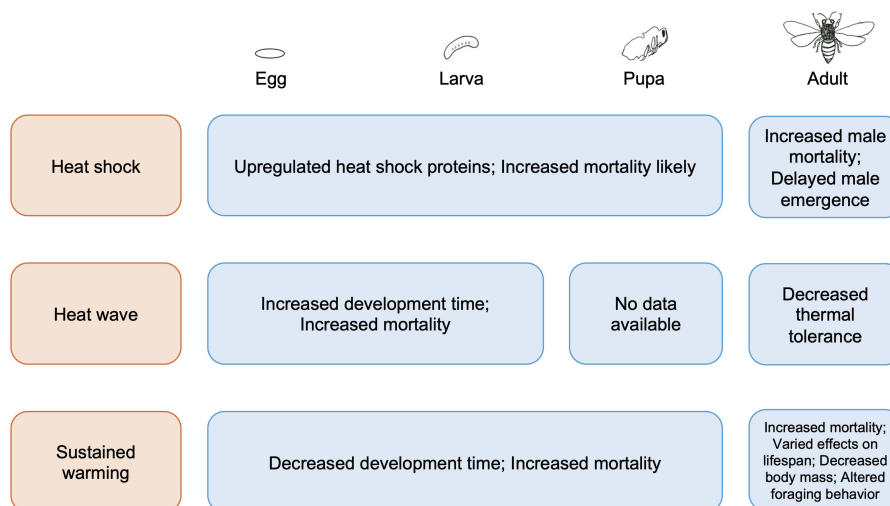 Egg
Larva
Pupa
Adult
Heat shock
Upregulated heat shock proteins; Increased mortality likely
Increased male
mortality;
Delayed male
emergence
Heat wave
Increased development time;
Increased mortality
No data
available
Decreased
thermal
tolerance
Sustained
warming
Decreased development time; Increased mortality
Increased mortality;
Varied effects on
lifespan; Decreased
body mass; Altered
foraging behavior